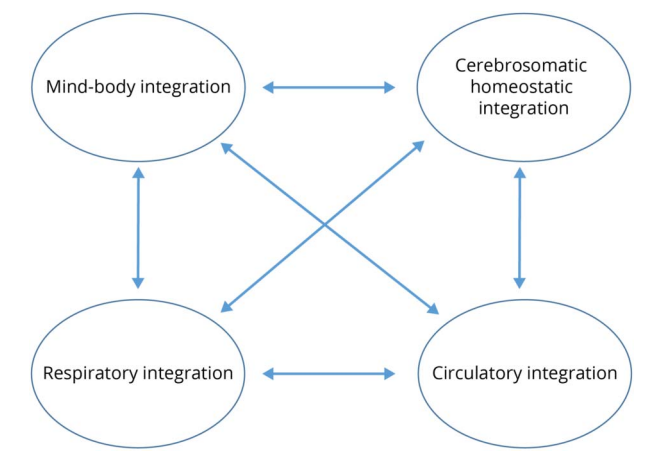 Mind-body integration
Cerebrosomatic
homeostatic
integration
Respiratory integration
Circulatory integration